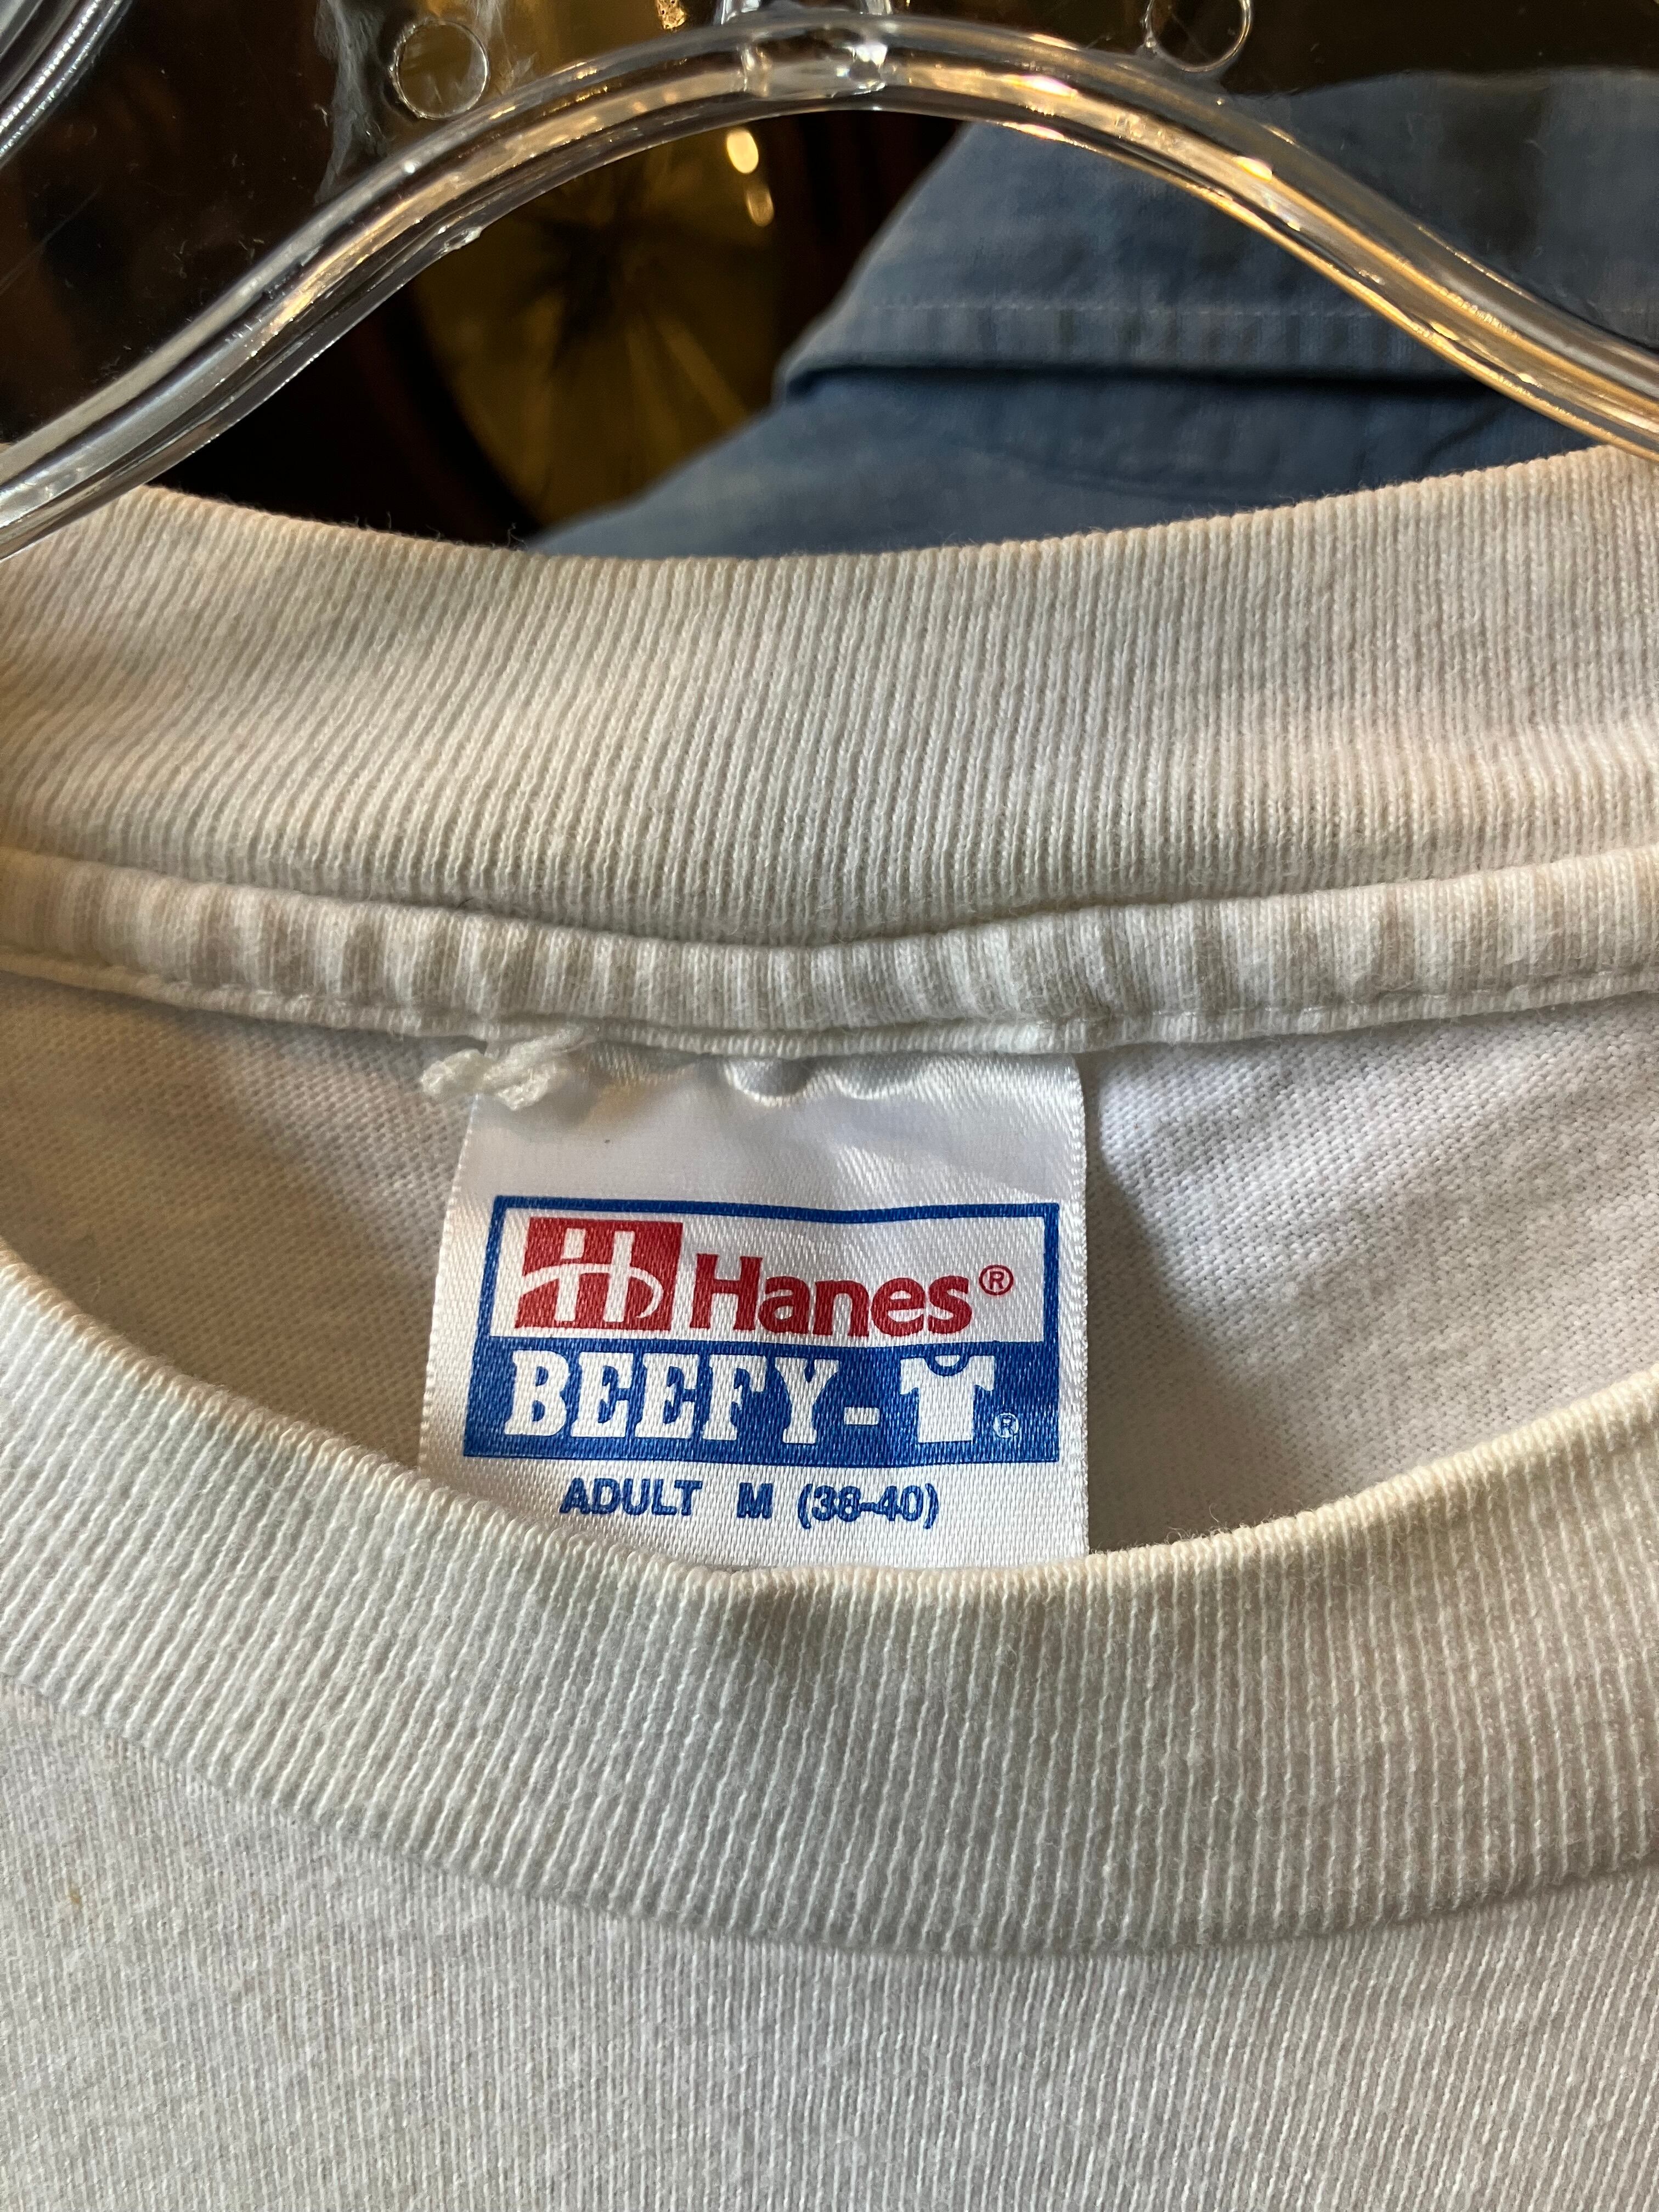 H Hanes®
BEEFY-T®
ADULT M (38-40)